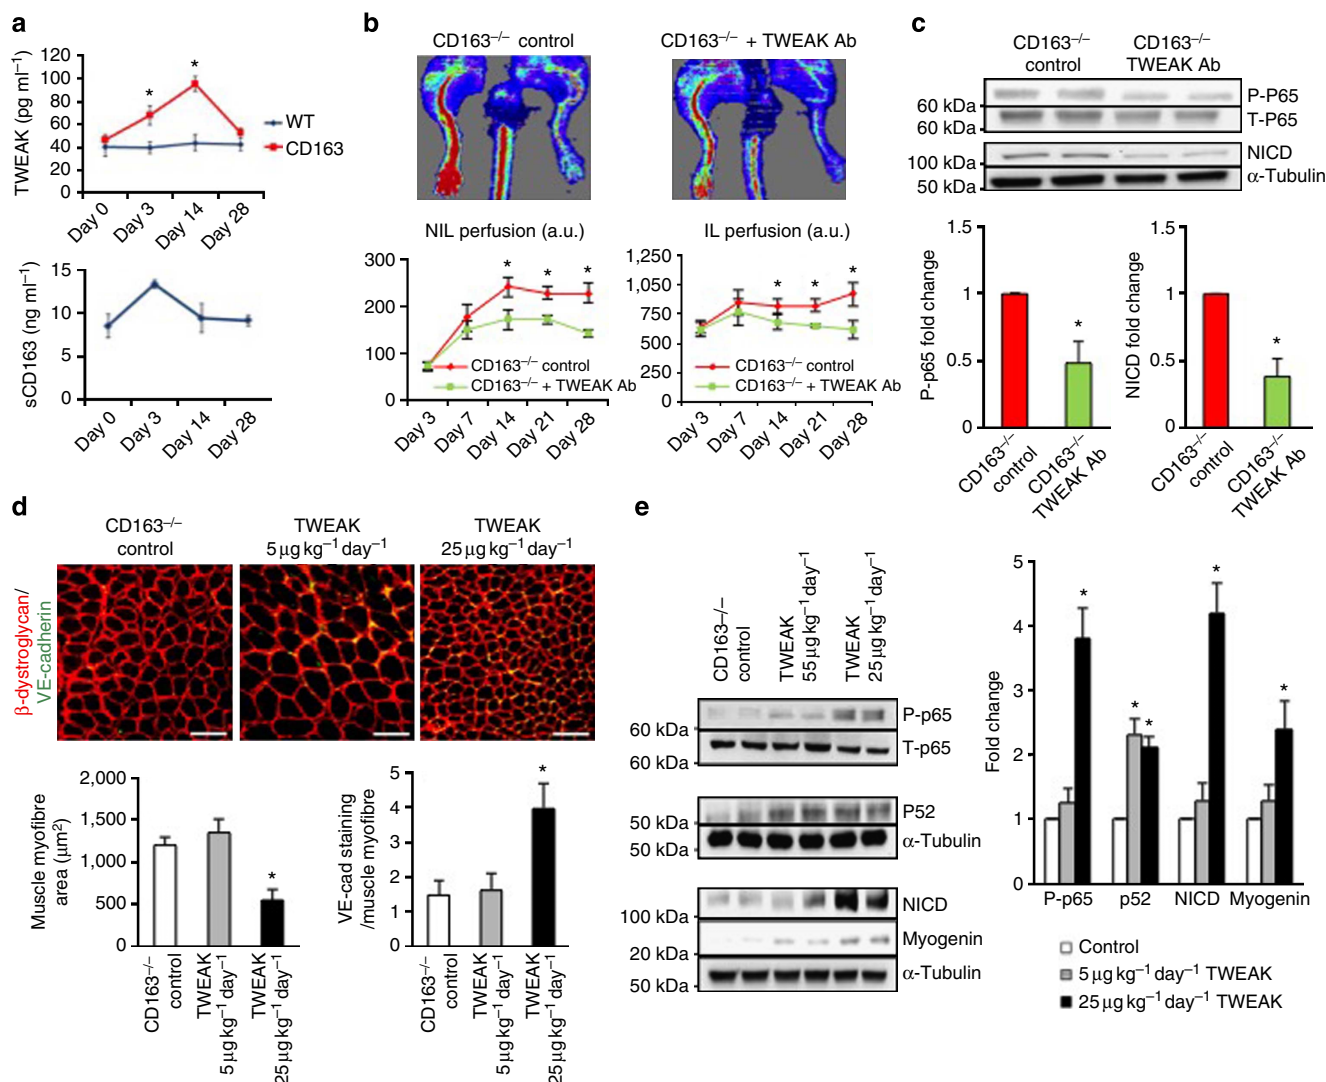 a
TWEAK (pg ml–1)
120
100
80
60
40
20
0
*
*
WT
CD163
Day 0
Day 3
Day 14
Day 28
sCD163 (ng ml–1)
15
10
5
0
Day 0
Day 3
Day 14
Day 28
b
CD163–/– control
CD163–/– + TWEAK Ab
NIL perfusion (a.u.)
300
200
100
0
*
*
*
CD163–/– control
CD163–/– + TWEAK Ab
Day 3
Day 7
Day 14
Day 21
Day 28
IL perfusion (a.u.)
1,250
1,000
750
500
250
0
*
*
*
CD163–/– control
CD163–/– + TWEAK Ab
Day 3
Day 7
Day 14
Day 21
Day 28
c
CD163–/–
control
CD163–/–
TWEAK Ab
60 kDa
60 kDa
100 kDa
50 kDa
P-P65
T-P65
NICD
α-Tubulin
P-p65 fold change
1.5
1
0.5
0
*
CD163–/–
control
CD163–/–
TWEAK Ab
NICD fold change
1.5
1
0.5
0
*
CD163–/–
control
CD163–/–
TWEAK Ab
d
CD163–/–
control
TWEAK
5 µg kg–1 day–1
TWEAK
25 µg kg–1 day–1
β-dystroglycan/
VE-cadherin
Muscle myofibre
area (µm2)
2,000
1,500
1,000
500
0
*
CD163–/–
control
TWEAK
5 µg kg–1 day–1
TWEAK
25 µg kg–1 day–1
VE-cad staining
/muscle myofibre
5
4
3
2
1
0
*
CD163–/–
control
TWEAK
5 µg kg–1 day–1
TWEAK
25 µg kg–1 day–1
e
CD163–/–
control
TWEAK
55 µg kg–1 day–1
TWEAK
25 µg kg–1 day–1
60 kDa
60 kDa
50 kDa
50 kDa
100 kDa
20 kDa
50 kDa
P-p65
T-p65
P52
α-Tubulin
NICD
Myogenin
α-Tubulin
Fold change
5
4
3
2
1
0
*
*
*
*
*
P-p65
p52
NICD
Myogenin
Control
5 µg kg–1 day–1 TWEAK
25 µg kg–1 day–1 TWEAK